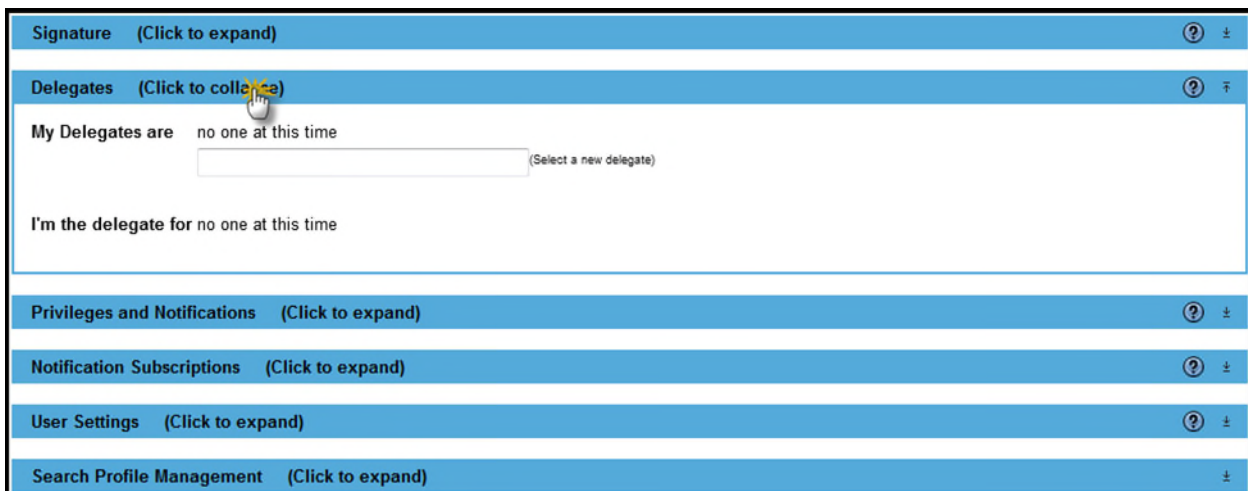 Signature (Click to expand)
Delegates (Click to collapse)
My Delegates are no one at this time
(Select a new delegate)
I'm the delegate for no one at this time
Privileges and Notifications (Click to expand)
Notification Subscriptions (Click to expand)
User Settings (Click to expand)
Search Profile Management (Click to expand)